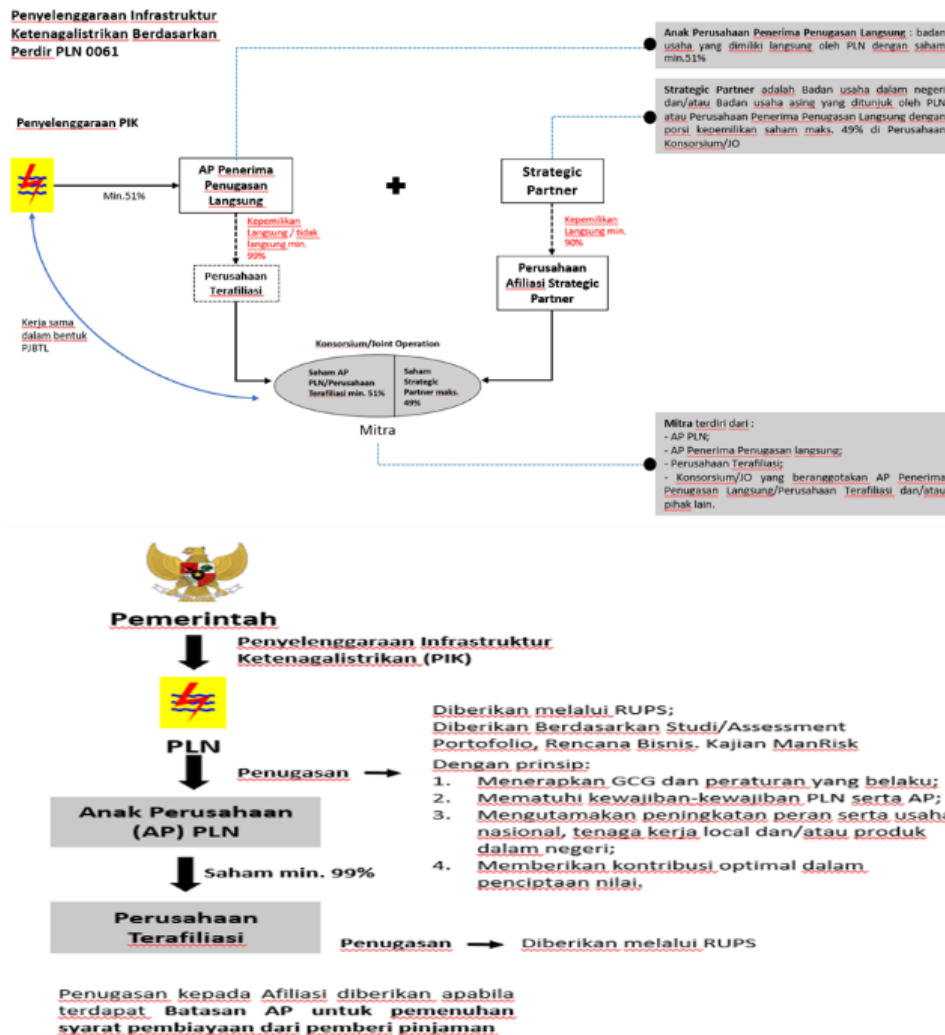 Penyelenggaraan Infrastruktur
Ketenagalistrikan Berdasarkan
Perdir PLN 0061
Anak Perusahaan Penerima Penugasan Langsung : badan
usaha yang dimiliki langsung oleh PLN dengan saham
min.51%
Strategic Partner adalah Badan usaha dalam negeri
dan/atau Badan usaha asing yang ditunjuk oleh PLN
atau Perusahaan Penerima Penugasan Langsung dengan
porsi kepemilikan saham maks. 49% di Perusahaan
Konsorsium/JO
Penyelenggaraan PIK
Min.51%
AP Penerima
Penugasan
Langsung
Strategic
Partner
Kepemilikan
Langsung / tidak
langsung min.
99%
Kepemilikan
Langsung min.
90%
Perusahaan
Terafiliasi
Perusahaan
Afiliasi Strategic
Partner
Kerja sama
dalam bentuk
PJBTL
Konsorsium/Joint Operation
Saham AP
PLN/Perusahaan
Terafiliasi min. 51%
Saham
Strategic
Partner maks.
49%
Mitra
Mitra terdiri dari :
- AP PLN;
- AP Penerima Penugasan langsung;
- Perusahaan Terafiliasi;
- Konsorsium/JO yang beranggotakan AP Penerima
Penugasan Langsung/Perusahaan Terafiliasi dan/atau
pihak lain.
Pemerintah
Penyelenggaraan Infrastruktur
Ketenagalistrikan (PIK)
PLN
Penugasan
Diberikan melalui RUPS;
Diberikan Berdasarkan Studi/Assessment
Portofolio, Rencana Bisnis. Kajian ManRisk
Dengan prinsip:
1. Menerapkan GCG dan peraturan yang belaku;
2. Mematuhi kewajiban-kewajiban PLN serta AP;
3. Mengutamakan peningkatan peran serta usaha
nasional, tenaga kerja local dan/atau produk
dalam negeri;
4. Memberikan kontribusi optimal dalam
penciptaan nilai.
Anak Perusahaan
(AP) PLN
Saham min. 99%
Perusahaan
Terafiliasi
Penugasan
Diberikan melalui RUPS
Penugasan kepada Afiliasi diberikan apabila
terdapat Batasan AP untuk pemenuhan
syarat pembiayaan dari pemberi pinjaman